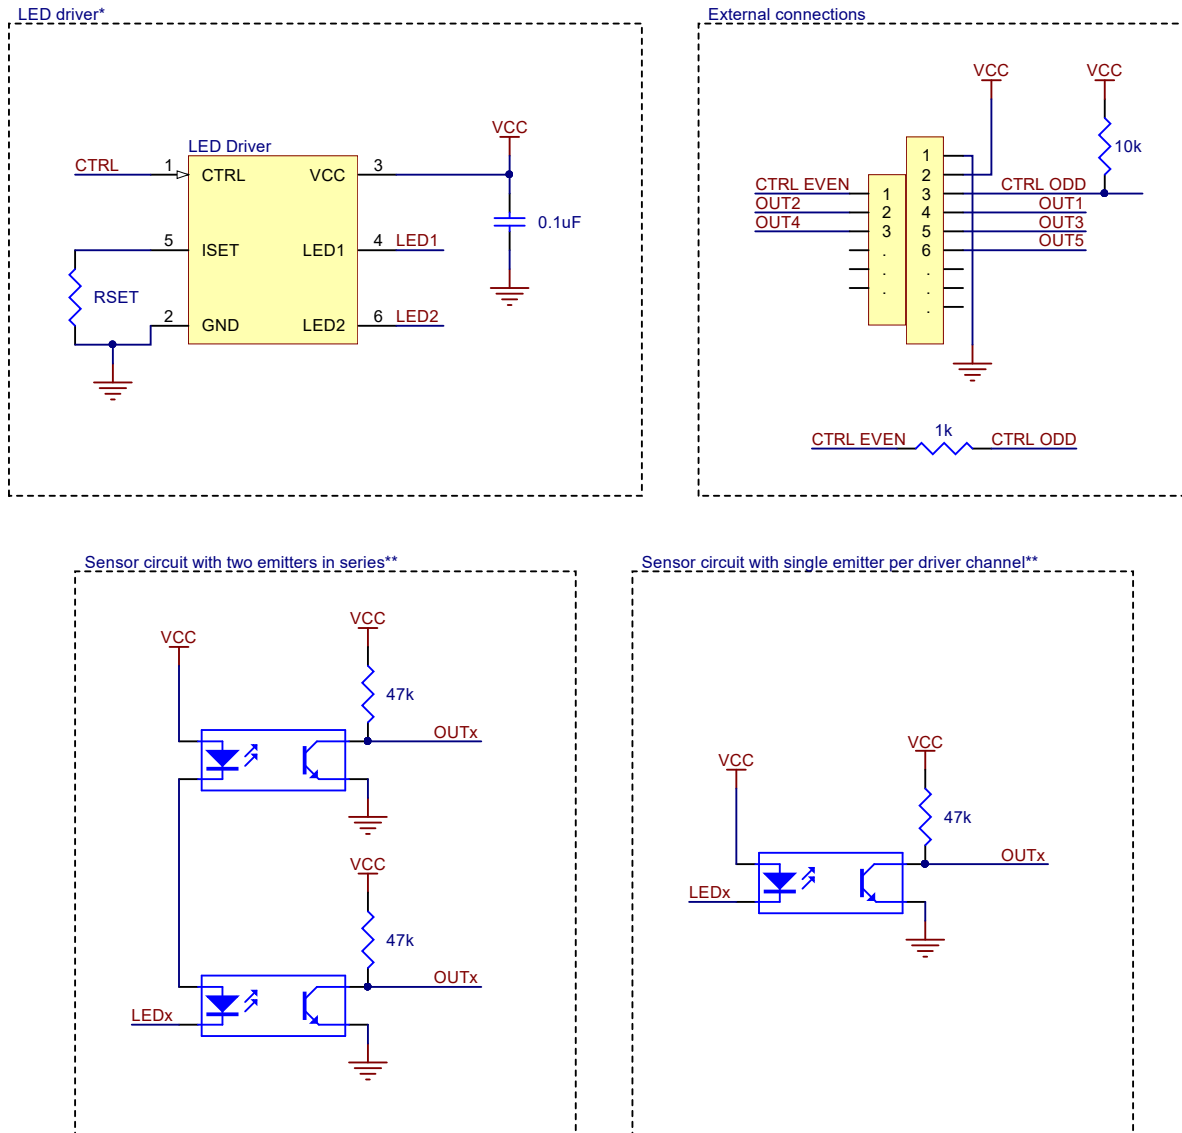 LED driver*
LED Driver
CTRL
1
CTRL
VCC
3
VCC
0.1uF
5
ISET
LED1
4
LED1
RSET
2
GND
LED2
6
LED2
External connections
VCC
VCC
10k
CTRL EVEN
1
OUT2
2
OUT4
3
.
.
.
1
2
3
CTRL ODD
4
OUT1
5
OUT3
6
OUT5
.
.
.
CTRL EVEN
1k
CTRL ODD
Sensor circuit with two emitters in series**
VCC
VCC
47k
OUTx
VCC
47k
OUTx
LEDx
Sensor circuit with single emitter per driver channel**
VCC
VCC
47k
OUTx
LEDx